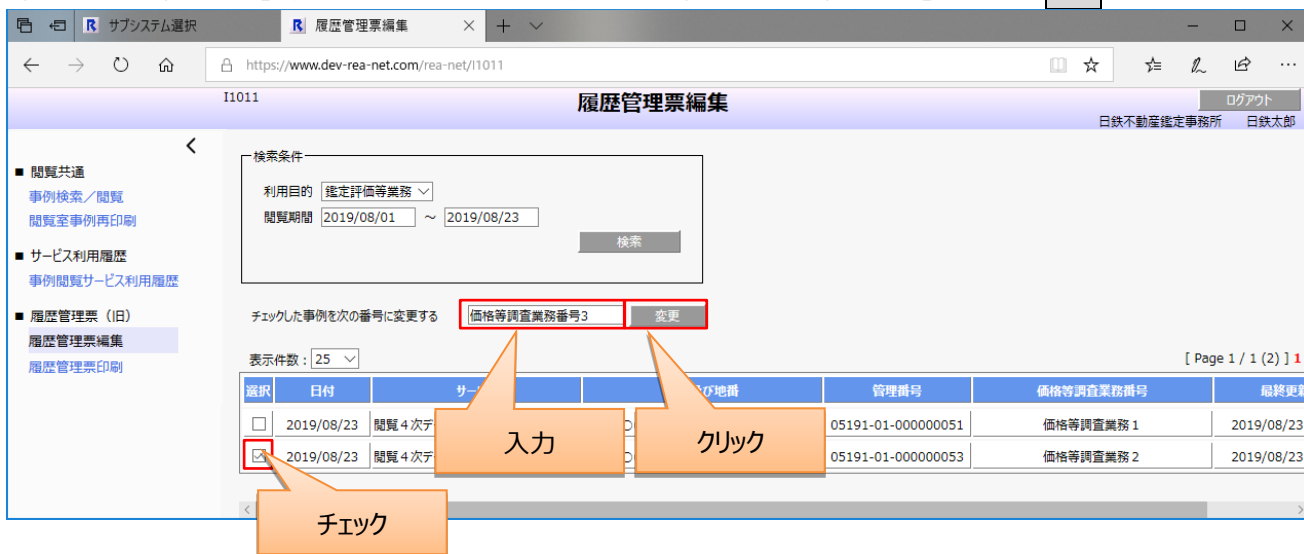 サブシステム選択
履歴管理票編集
https://www.dev-rea-net.com/rea-net/I1011
I1011
履歴管理票編集
ログアウト
日鉄不動産鑑定事務所 日鉄太郎
■ 閲覧共通
事例検索／閲覧
閲覧室事例再印刷
■ サービス利用履歴
事例閲覧サービス利用履歴
■ 履歴管理票（旧）
履歴管理票編集
履歴管理票印刷
検索条件
利用目的 鑑定評価等業務
閲覧期間 2019/08/01 ～ 2019/08/23
検索
チェックした事例を次の番号に変更する 価格等調査業務番号3 変更
表示件数： 25
[ Page 1 / 1 (2) ] 1
選択 日付 サー び地番 管理番号 価格等調査業務番号 最終更
2019/08/23 閲覧４次デ 05191-01-000000051 価格等調査業務１ 2019/08/23
2019/08/23 閲覧４次デ 05191-01-000000053 価格等調査業務２ 2019/08/23
入力
クリック
チェック